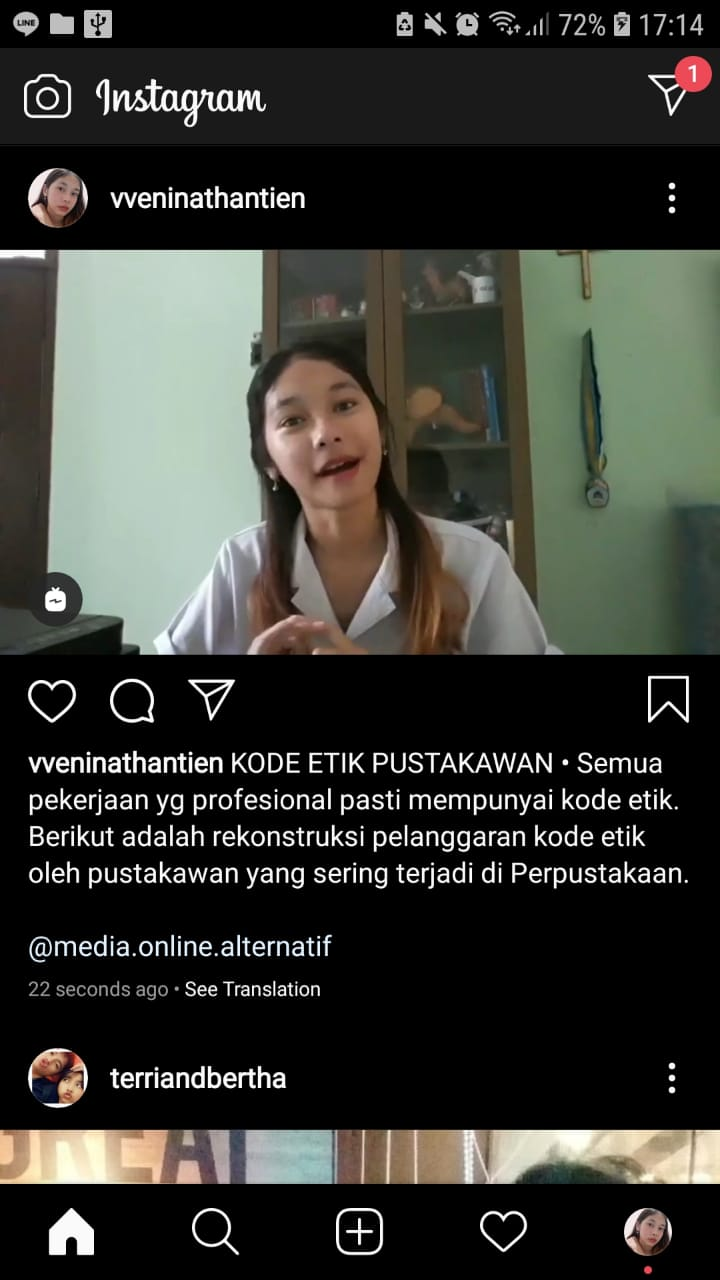 LINE
72% 17:14
Instagram
1
vveninathantien
vveninathantien KODE ETIK PUSTAKAWAN • Semua
pekerjaan yg profesional pasti mempunyai kode etik.
Berikut adalah rekonstruksi pelanggaran kode etik
oleh pustakawan yang sering terjadi di Perpustakaan.
@media.online.alternatif
22 seconds ago • See Translation
terriandbertha
GREAT